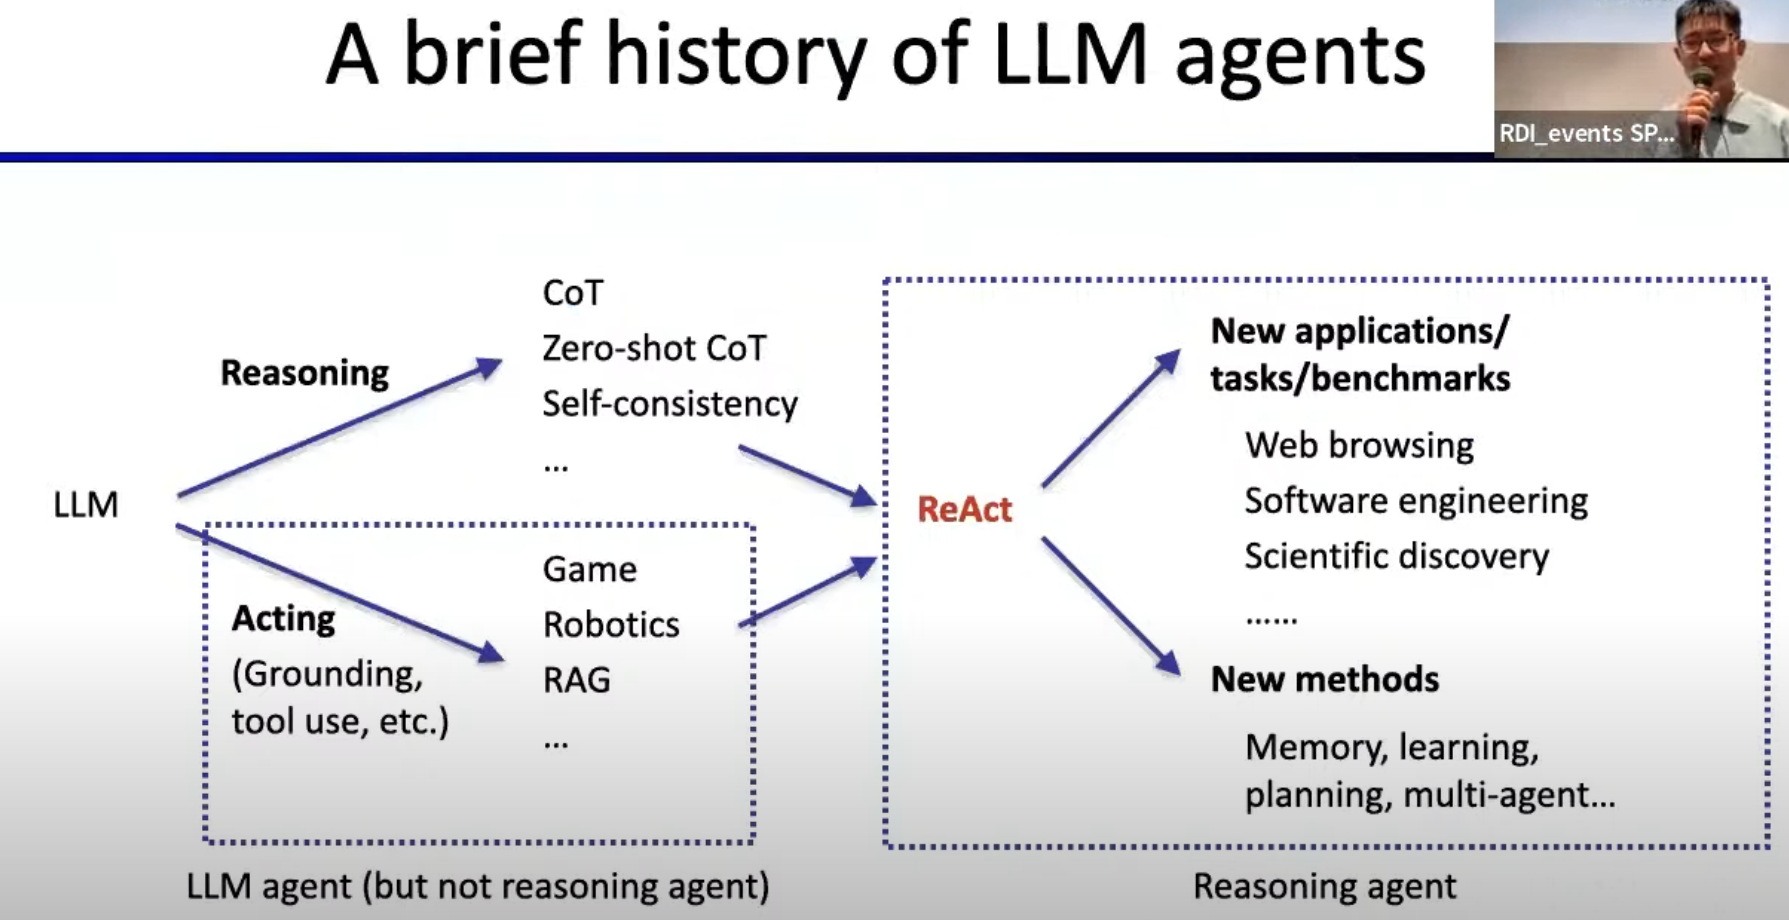 A brief history of LLM agents
RDI_events SP...
LLM
Reasoning
CoT
Zero-shot CoT
Self-consistency
...
Acting
(Grounding,
tool use, etc.)
Game
Robotics
RAG
...
LLM agent (but not reasoning agent)
ReAct
New applications/
tasks/benchmarks
Web browsing
Software engineering
Scientific discovery
......
New methods
Memory, learning,
planning, multi-agent...
Reasoning agent